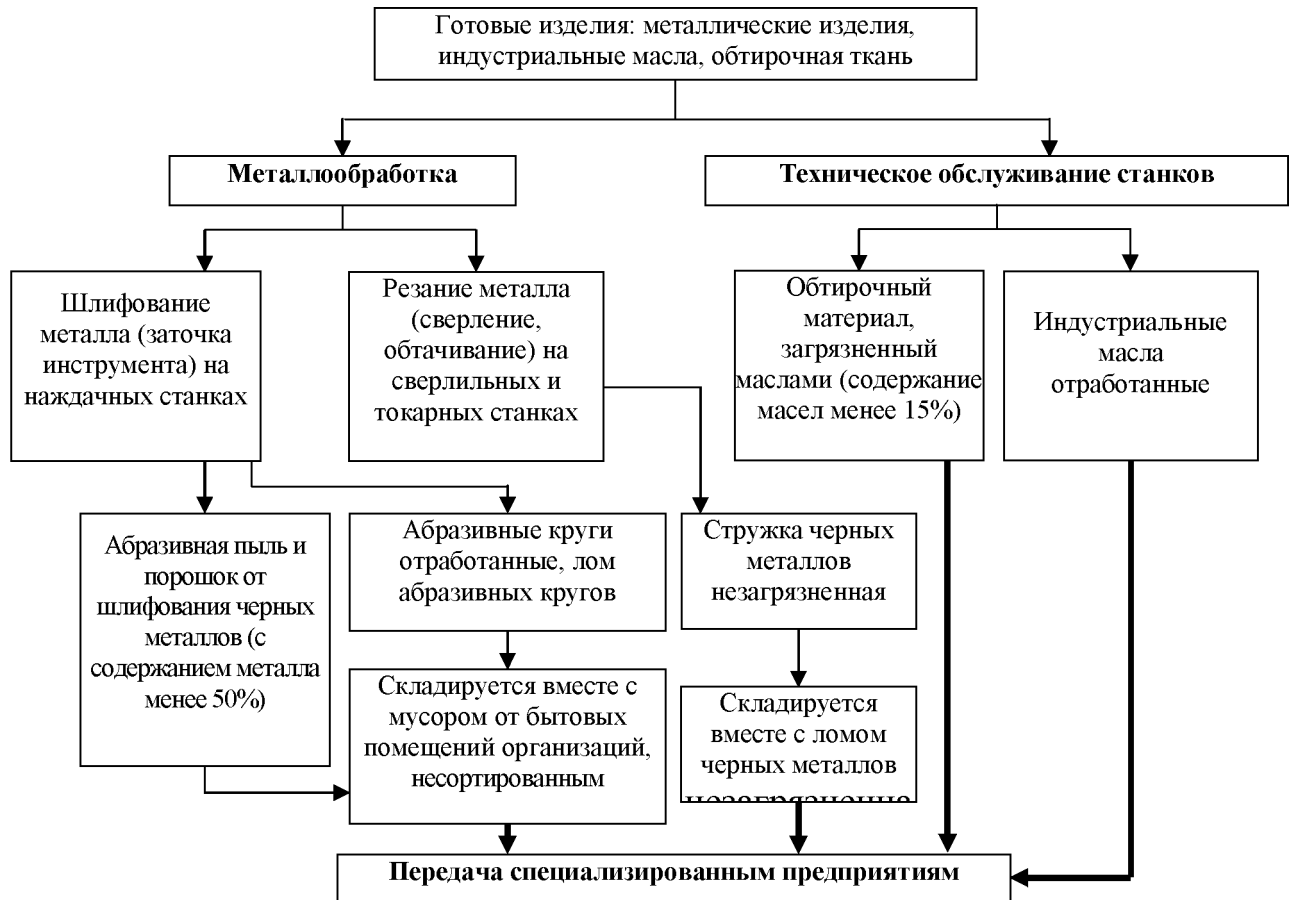 Готовые изделия: металлические изделия,
индустриальные масла, обтирочная ткань
Металлообработка
Техническое обслуживание станков
Шлифование
металла (заточка
инструмента) на
наждачных станках
Резание металла
(сверление,
обтачивание) на
сверлильных и
токарных станках
Обтирочный
материал,
загрязненный
маслами (содержание
масел менее 15%)
Индустриальные
масла
отработанные
Абразивная пыль и
порошок от
шлифования черных
металлов (с
содержанием металла
менее 50%)
Абразивные круги
отработанные, лом
абразивных кругов
Стружка черных
металлов
незагрязненная
Складируется вместе с
мусором от бытовых
помещений организаций,
несортированным
Складируется
вместе с ломом
черных металлов
Передача специализированным предприятиям